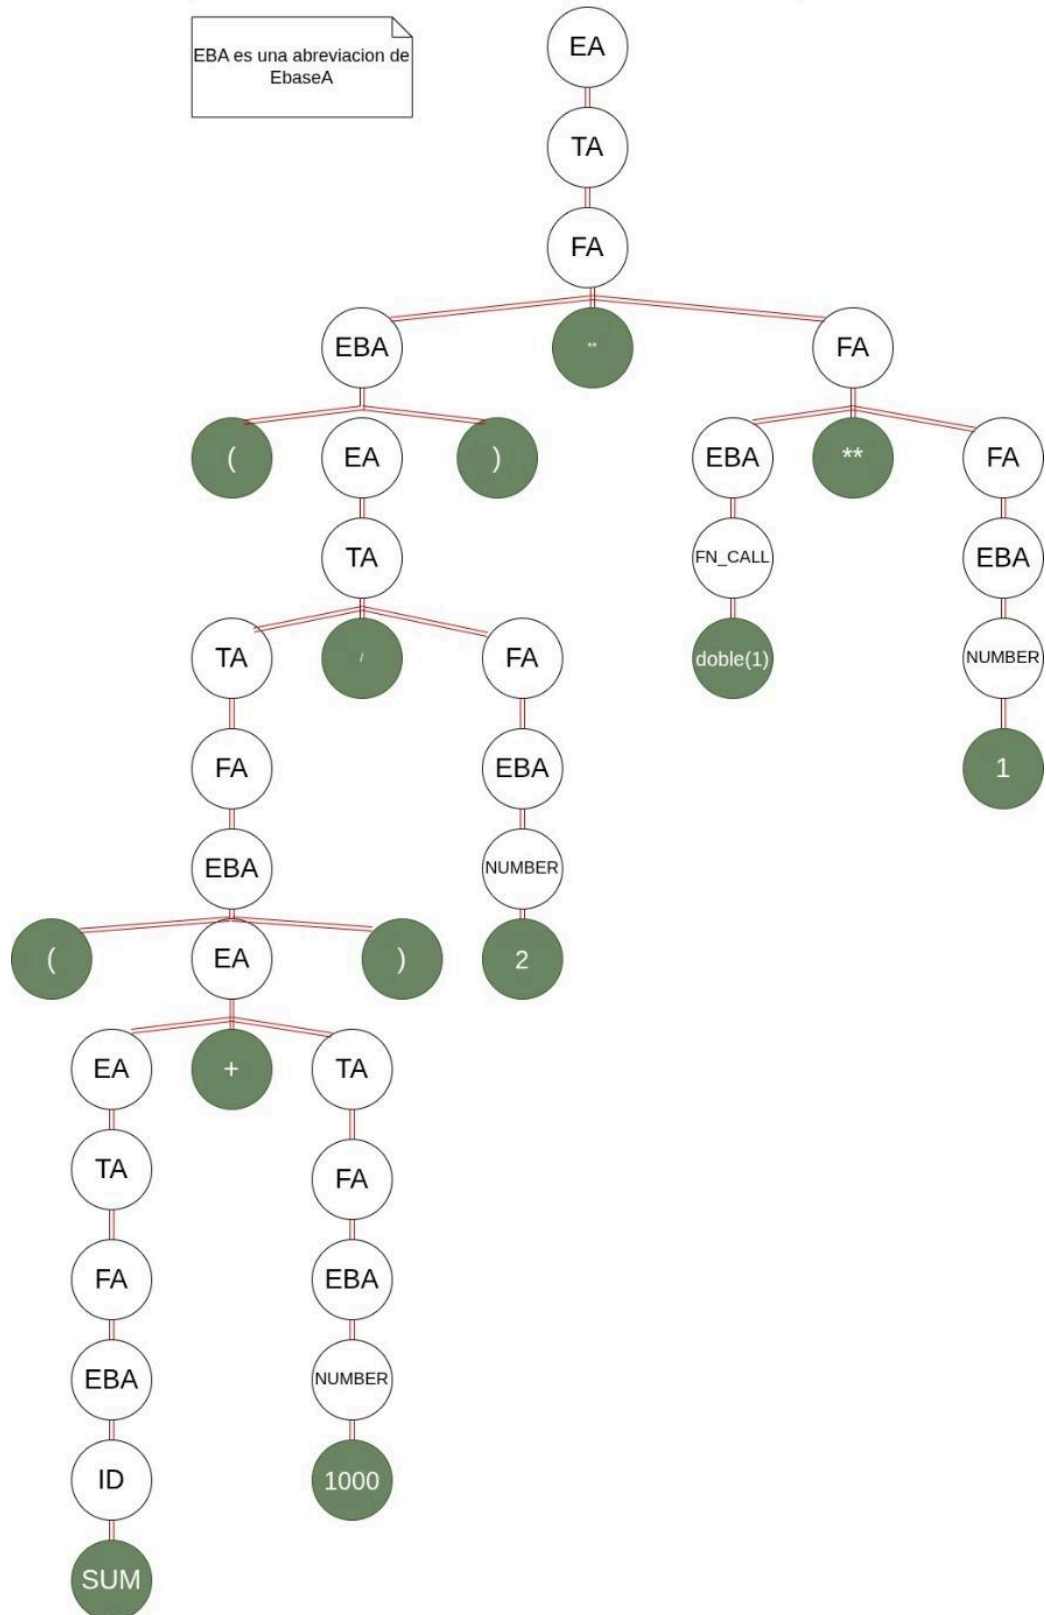 EA
EBA es una abreviacion de
EbaseA
TA
FA
EBA ** FA
( EA ) EBA ** FA
TA FN_CALL EBA
TA / FA doble(1) NUMBER
FA EBA 1
EBA NUMBER
( EA ) 2
EA + TA
TA FA
FA EBA
EBA NUMBER
ID 1000
SUM